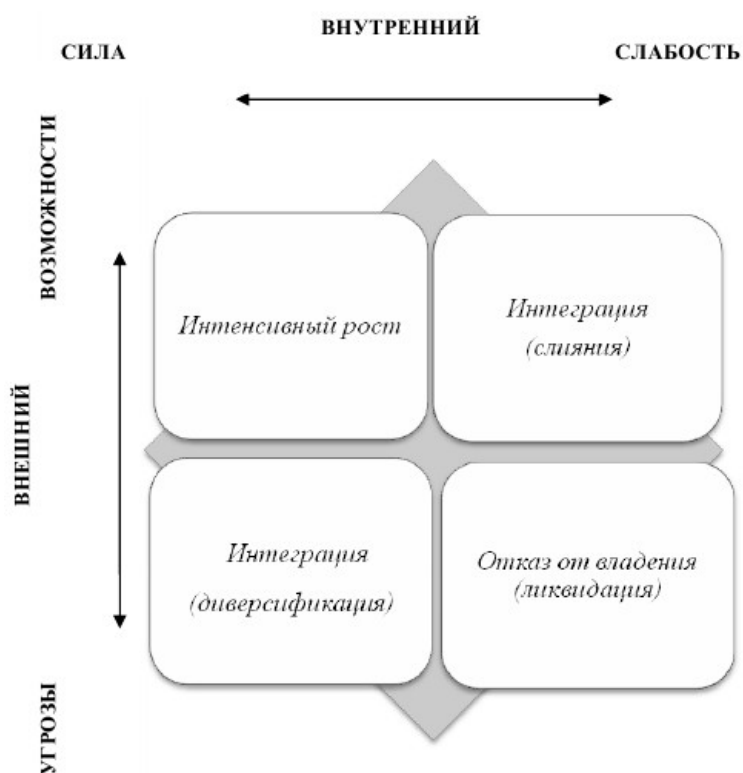 ВНУТРЕННИЙ
СИЛА
СЛАБОСТЬ
ВОЗМОЖНОСТИ
Интенсивный рост
Интеграция
(слияния)
ВНЕШНИЙ
Интеграция
(диверсификация)
Отказ от владения
(ликвидация)
УГРОЗЫ